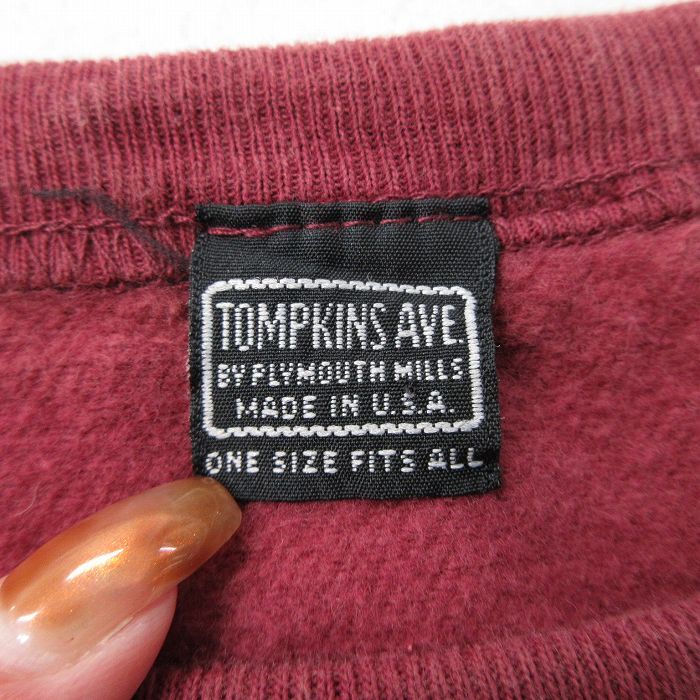 TOMPKINS AVE.
BY PLYMOUTH MILLS
MADE IN U.S.A.
ONE SIZE FITS ALL